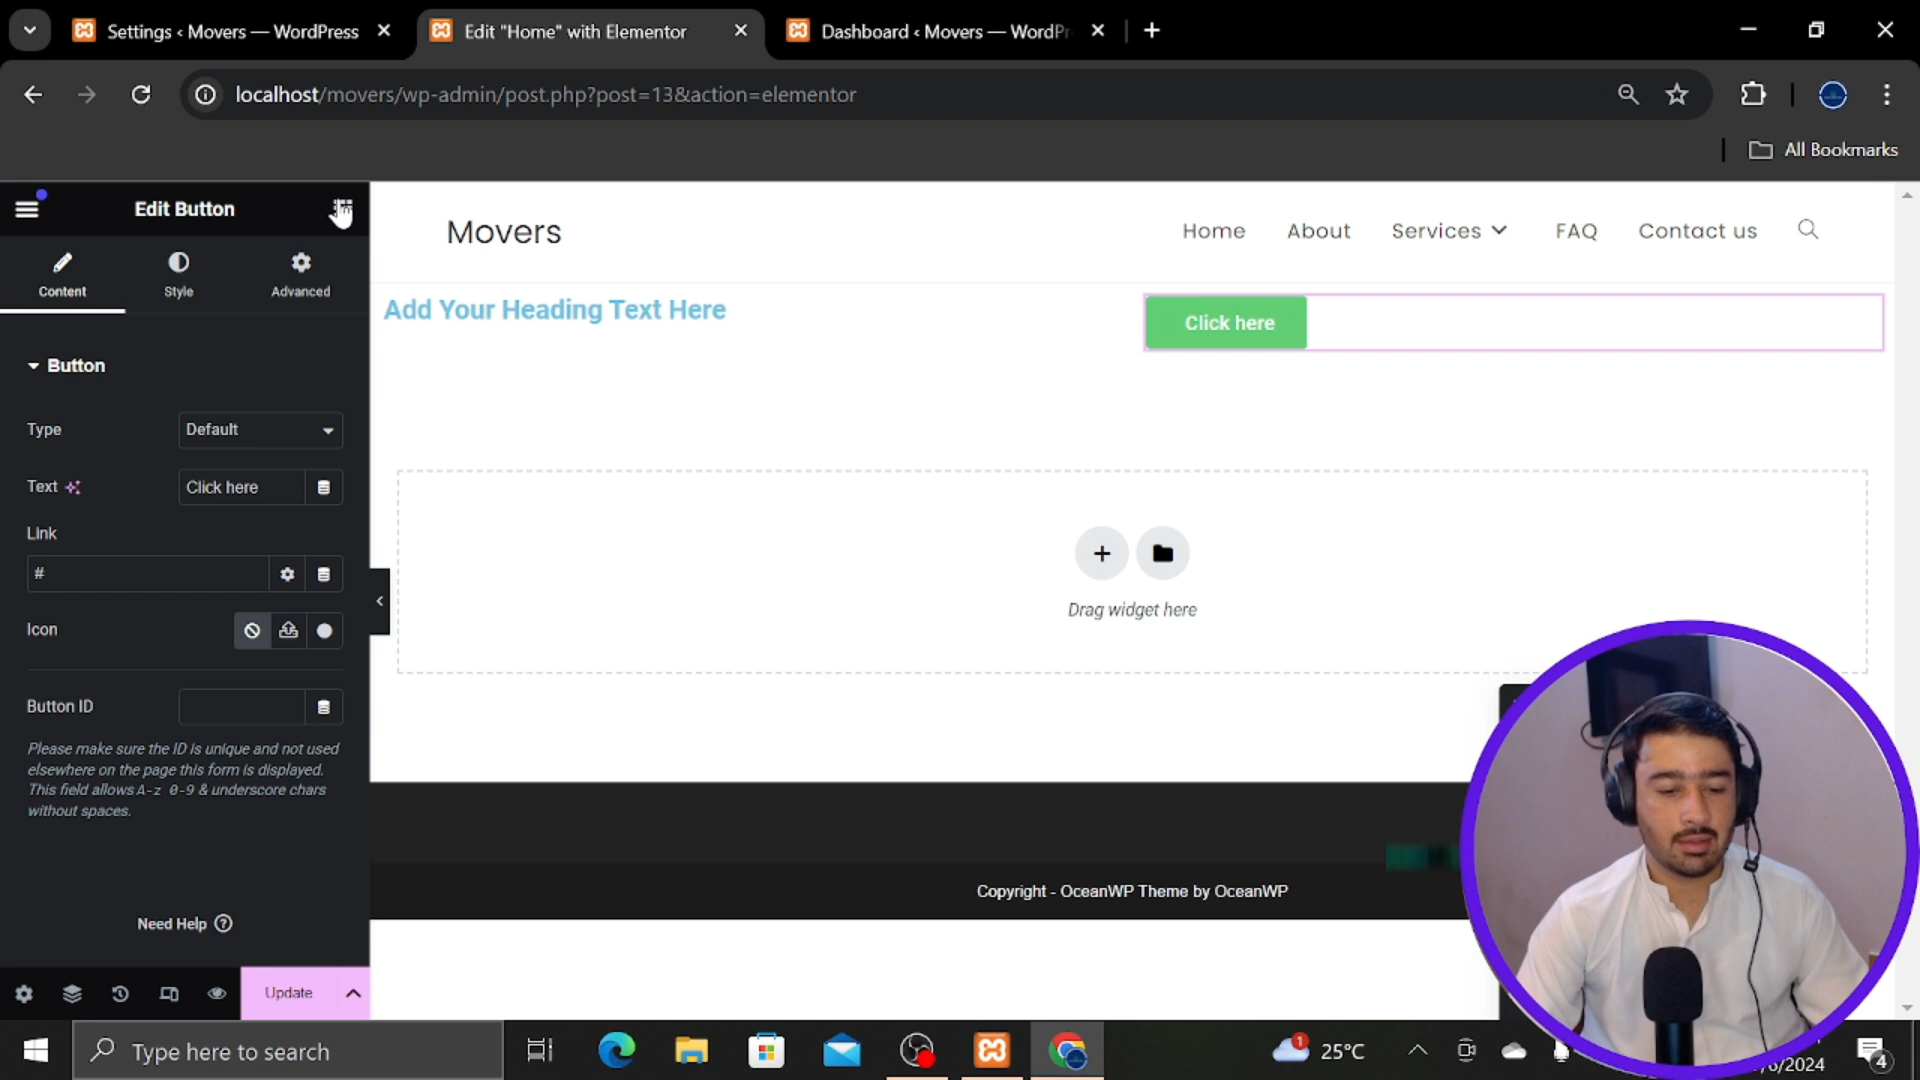 Settings ‹ Movers — WordPress
Edit "Home" with Elementor
Dashboard ‹ Movers — WordPr
localhost/movers/wp-admin/post.php?post=13&action=elementor
All Bookmarks
Edit Button
Content
Style
Advanced
Button
Type
Default
Text
Click here
Link
#
Icon
Button ID
Please make sure the ID is unique and not used
elsewhere on the page this form is displayed.
This field allows A-z 0-9 & underscore chars
without spaces.
Need Help
Update
Movers
Home
About
Services
FAQ
Contact us
Add Your Heading Text Here
Click here
Drag widget here
Copyright - OceanWP Theme by OceanWP
Type here to search
1
25°C
/2024
4